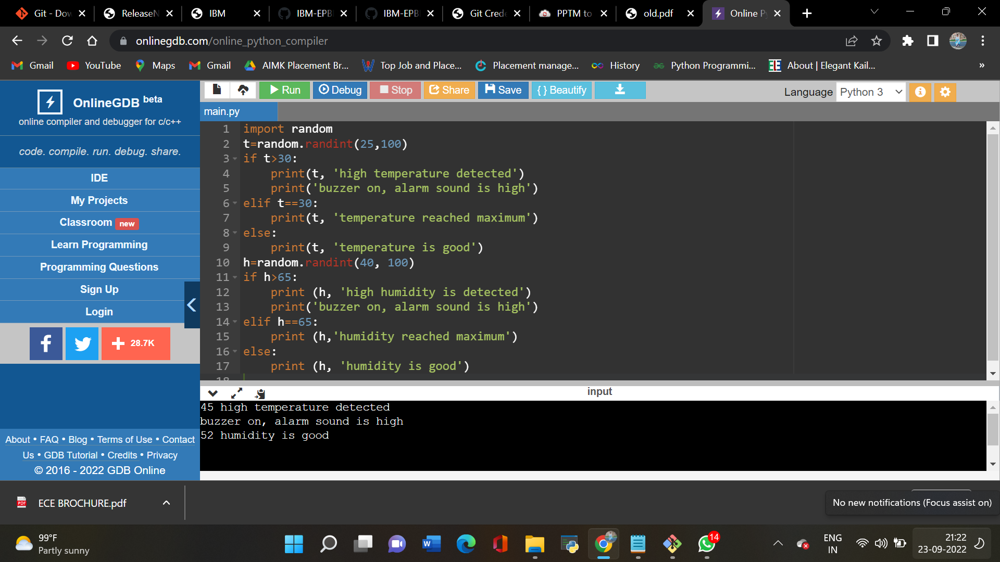 Git - Dow
ReleaseN
IBM
IBM-EPB
IBM-EPB
Git Crede
PPTM to
old.pdf
Online Py
onlinegdb.com/online_python_compiler
Gmail
YouTube
Maps
Gmail
AIMK Placement Br...
Top Job and Place...
Placement manage...
History
Python Programmi...
About | Elegant Kail...
»
OnlineGDB beta
online compiler and debugger for c/c++
code. compile. run. debug. share.
IDE
My Projects
Classroom new
Learn Programming
Programming Questions
Sign Up
Login
28.7K
About • FAQ • Blog • Terms of Use • Contact
Us • GDB Tutorial • Credits • Privacy
© 2016 - 2022 GDB Online
Run
Debug
Stop
Share
Save
{ } Beautify
Language Python 3
main.py
1 import random
2 t=random.randint(25,100)
3 if t>30:
4 print(t, 'high temperature detected')
5 print('buzzer on, alarm sound is high')
6 elif t==30:
7 print(t, 'temperature reached maximum')
8 else:
9 print(t, 'temperature is good')
10 h=random.randint(40, 100)
11 if h>65:
12 print (h, 'high humidity is detected')
13 print('buzzer on, alarm sound is high')
14 elif h==65:
15 print (h,'humidity reached maximum')
16 else:
17 print (h, 'humidity is good')
18
input
45 high temperature detected
buzzer on, alarm sound is high
52 humidity is good
PDF
ECE BROCHURE.pdf
No new notifications (Focus assist on)
99°F
Partly sunny
14
ENG
IN
21:22
23-09-2022